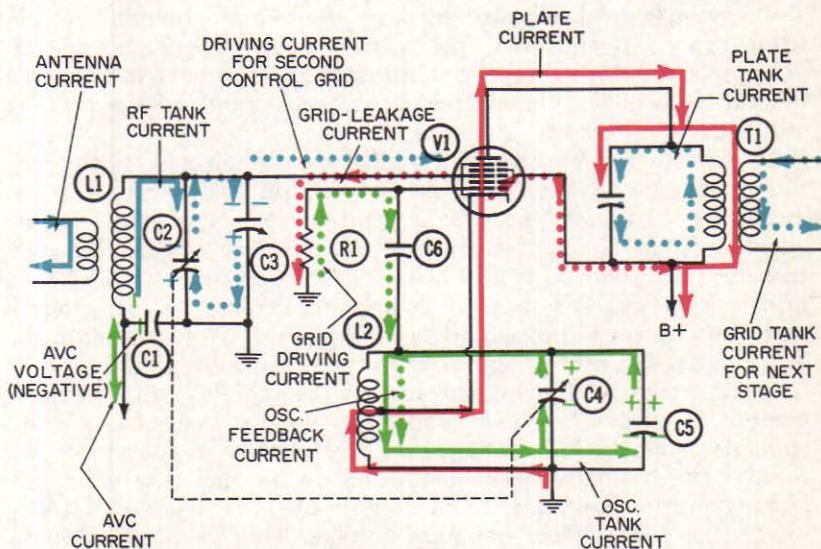 ANTENNA
CURRENT
DRIVING CURRENT
FOR SECOND
CONTROL GRID
PLATE
CURRENT
PLATE
TANK
CURRENT
RF TANK
CURRENT
GRID-LEAKAGE
CURRENT
V1
T1
L1
C2
C3
R1
C6
L2
GRID
DRIVING
CURRENT
B+
GRID TANK
CURRENT
FOR NEXT
STAGE
AVC
VOLTAGE
(NEGATIVE)
C1
OSC.
FEEDBACK
CURRENT
C4
C5
AVC
CURRENT
OSC.
TANK
CURRENT